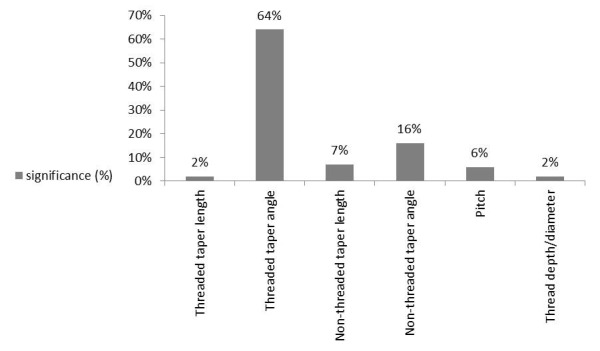 70%
60%
50%
40%
30%
20%
10%
0%
2%
64%
7%
16%
6%
2%
significance (%)
Threaded taper length
Threaded taper angle
Non-threaded taper length
Non-threaded taper angle
Pitch
Thread depth/diameter